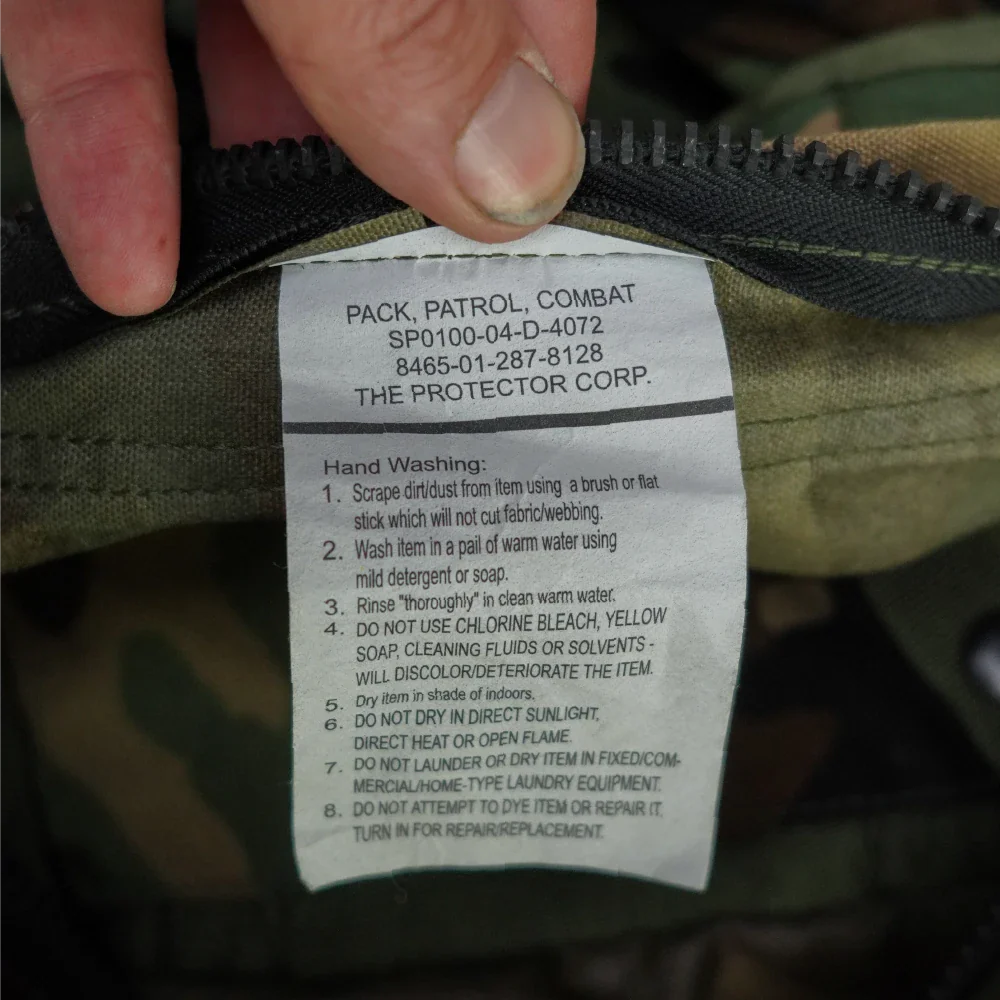 PACK, PATROL, COMBAT
SP0100-04-D-4072
8465-01-287-8128
THE PROTECTOR CORP.
Hand Washing:
1. Scrape dirt/dust from item using a brush or flat
stick which will not cut fabric/webbing.
2. Wash item in a pail of warm water using
mild detergent or soap.
3. Rinse "thoroughly" in clean warm water.
4. DO NOT USE CHLORINE BLEACH, YELLOW
SOAP, CLEANING FLUIDS OR SOLVENTS -
WILL DISCOLOR/DETERIORATE THE ITEM.
5. Dry item in shade of indoors.
6. DO NOT DRY IN DIRECT SUNLIGHT,
DIRECT HEAT OR OPEN FLAME.
7. DO NOT LAUNDER OR DRY ITEM IN FIXED/COM-
MERCIAL/HOME-TYPE LAUNDRY EQUIPMENT.
8. DO NOT ATTEMPT TO DYE ITEM OR REPAIR IT,
TURN IN FOR REPAIR/REPLACEMENT.